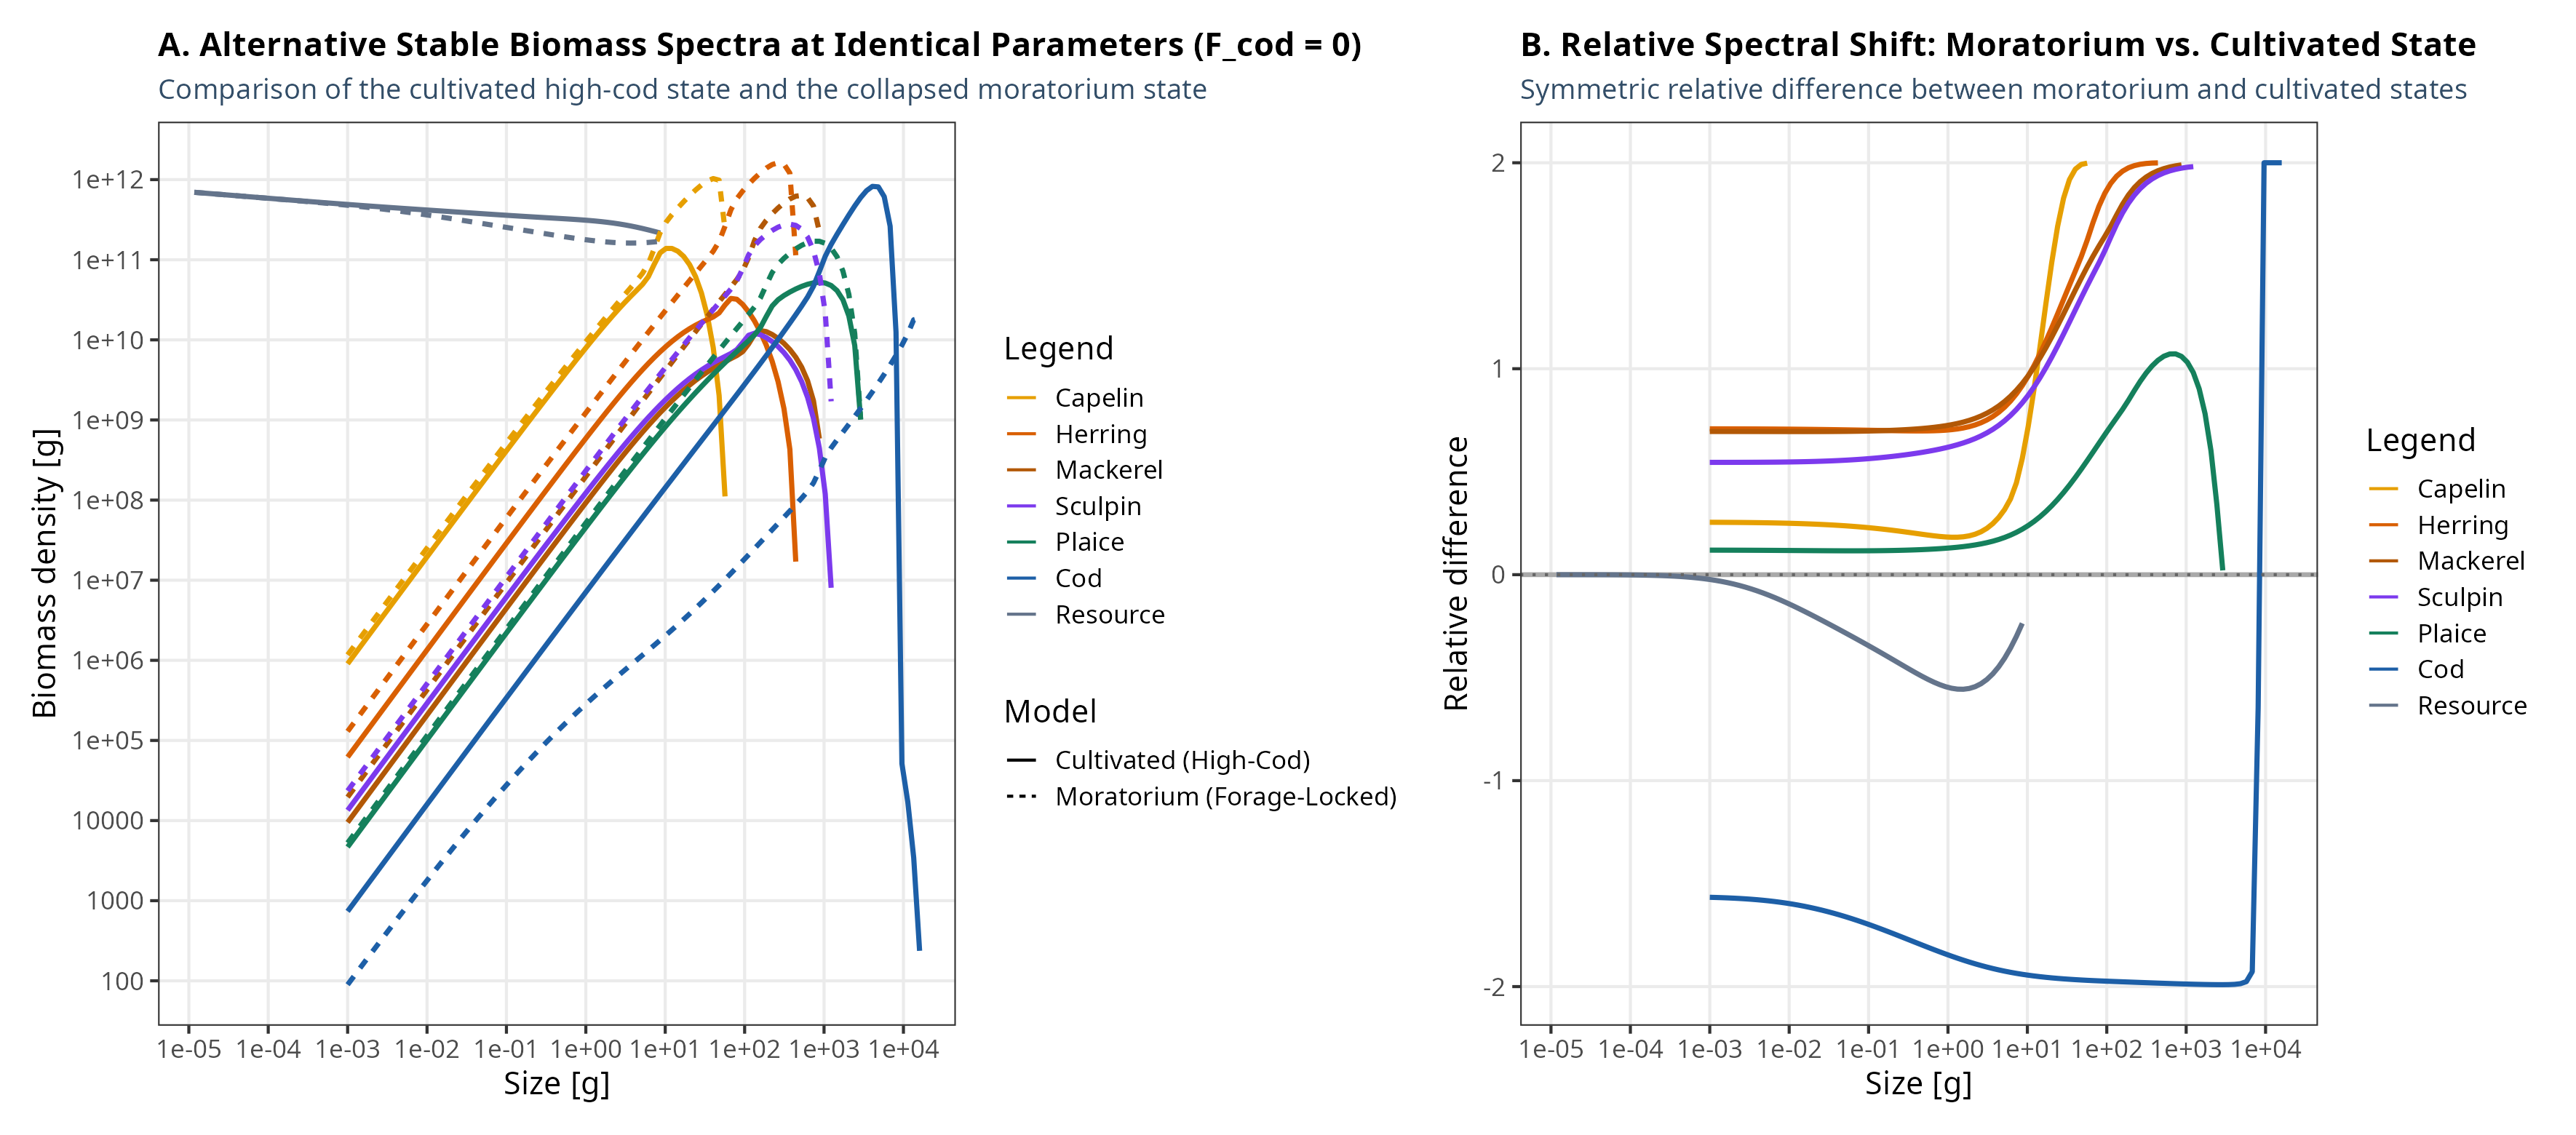 A. Alternative Stable Biomass Spectra at Identical Parameters (F_cod = 0)
Comparison of the cultivated high-cod state and the collapsed moratorium state
Biomass density [g]
1e+12
1e+11
1e+10
1e+09
1e+08
1e+07
1e+06
1e+05
10000
1000
100
1e-05 1e-04 1e-03 1e-02 1e-01 1e+00 1e+01 1e+02 1e+03 1e+04
Size [g]
Legend
Capelin
Herring
Mackerel
Sculpin
Plaice
Cod
Resource
Model
Cultivated (High-Cod)
Moratorium (Forage-Locked)
B. Relative Spectral Shift: Moratorium vs. Cultivated State
Symmetric relative difference between moratorium and cultivated states
Relative difference
2
1
0
-1
-2
1e-05 1e-04 1e-03 1e-02 1e-01 1e+00 1e+01 1e+02 1e+03 1e+04
Size [g]
Legend
Capelin
Herring
Mackerel
Sculpin
Plaice
Cod
Resource